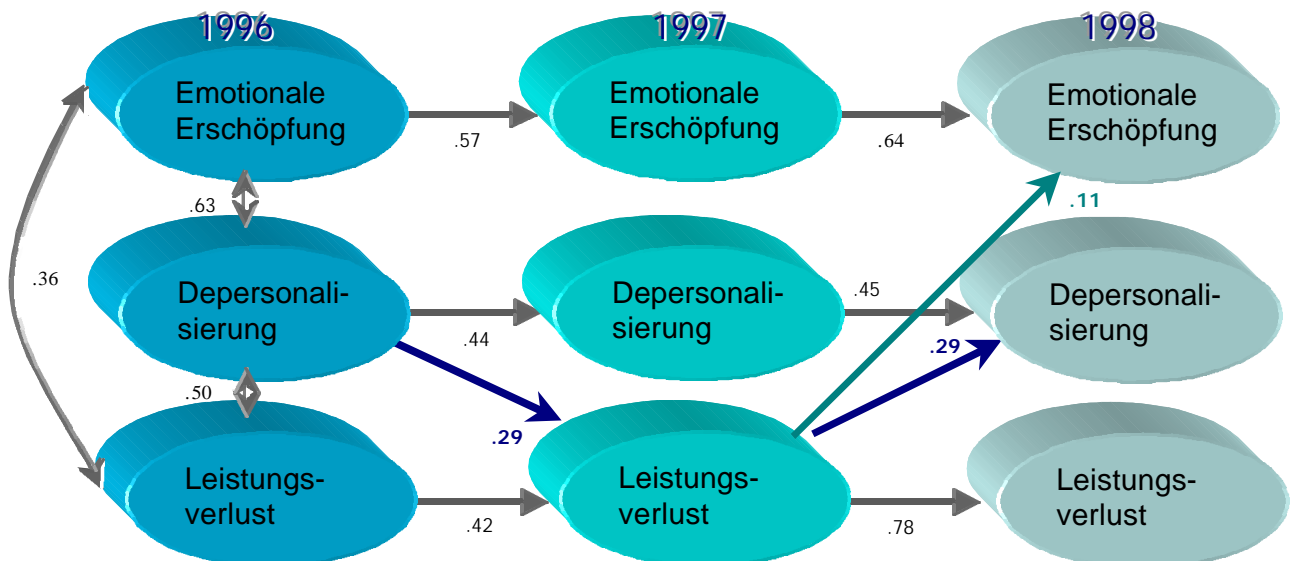 1996
1997
1998
Emotionale
Erschöpfung
Emotionale
Erschöpfung
Emotionale
Erschöpfung
.57
.64
.63
.11
.36
Depersonali-
sierung
Depersonali-
sierung
Depersonali-
sierung
.44
.45
.29
.50
.29
Leistungs-
verlust
Leistungs-
verlust
Leistungs-
verlust
.42
.78